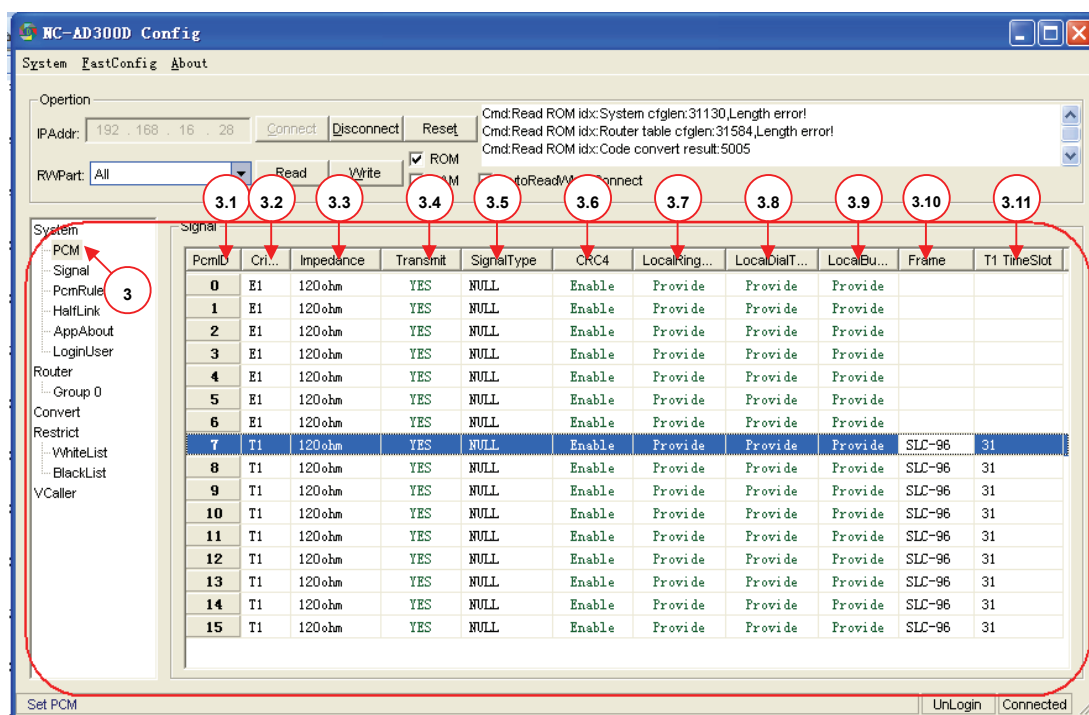 NC-AD300D Config
System FastConfig About
Opertion
IPAddr: 192 . 168 . 16 . 28 Connect Disconnect Reset
Cmd:Read ROM idx:System cfglen:31130,Length error!
Cmd:Read ROM idx:Router table cfglen:31584,Length error!
Cmd:Read ROM idx:Code convert result:5005
RWPart: All Read Write ROM
3.1 3.2 3.3 3.4 3.5 3.6 3.7 3.8 3.9 3.10 3.11
System
PCM
Signal
PcmRule
HalfLink
AppAbout
LoginUser
Router
Group 0
Convert
Restrict
WhiteList
BlackList
VCaller
3
Signal
PcmID Cri... Impedance Transmit SignalType CRC4 LocalRing... LocalDialT... LocalBu... Frame T1 TimeSlot
0 E1 120ohm YES NULL Enable Provide Provide Provide
1 E1 120ohm YES NULL Enable Provide Provide Provide
2 E1 120ohm YES NULL Enable Provide Provide Provide
3 E1 120ohm YES NULL Enable Provide Provide Provide
4 E1 120ohm YES NULL Enable Provide Provide Provide
5 E1 120ohm YES NULL Enable Provide Provide Provide
6 E1 120ohm YES NULL Enable Provide Provide Provide
7 T1 120ohm YES NULL Enable Provide Provide Provide SLC-96 31
8 T1 120ohm YES NULL Enable Provide Provide Provide SLC-96 31
9 T1 120ohm YES NULL Enable Provide Provide Provide SLC-96 31
10 T1 120ohm YES NULL Enable Provide Provide Provide SLC-96 31
11 T1 120ohm YES NULL Enable Provide Provide Provide SLC-96 31
12 T1 120ohm YES NULL Enable Provide Provide Provide SLC-96 31
13 T1 120ohm YES NULL Enable Provide Provide Provide SLC-96 31
14 T1 120ohm YES NULL Enable Provide Provide Provide SLC-96 31
15 T1 120ohm YES NULL Enable Provide Provide Provide SLC-96 31
Set PCM UnLogin Connected